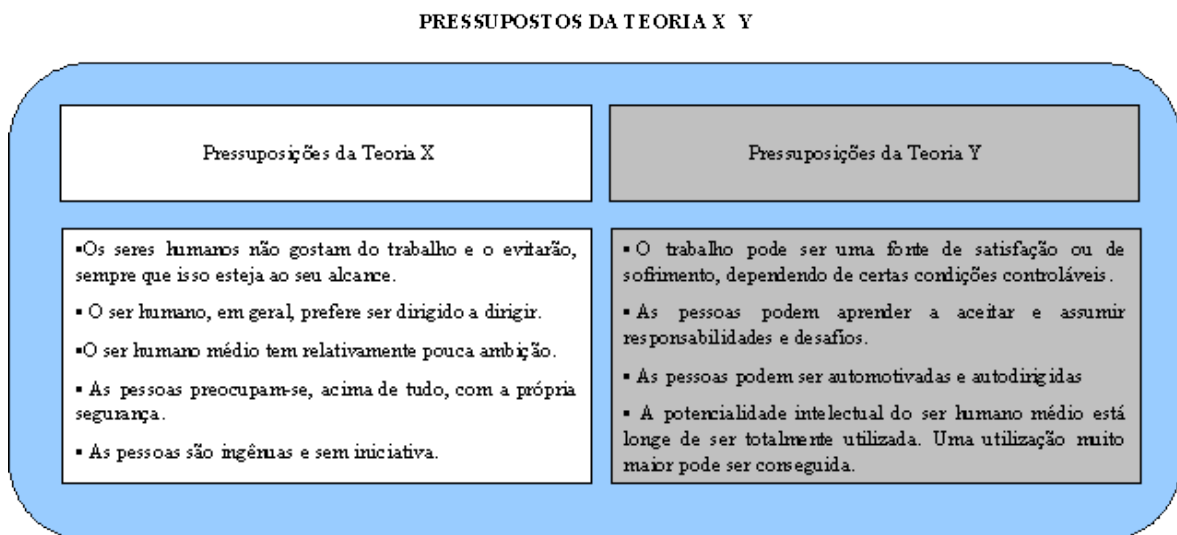 PRESSUPOSTOS DA TEORIA X Y
Pressuposições da Teoria X
Pressuposições da Teoria Y
▪Os seres humanos não gostam do trabalho e o evitarão,
sempre que isso esteja ao seu alcance.
▪ O ser humano, em geral, prefere ser dirigido a dirigir.
▪O ser humano médio tem relativamente pouca ambição.
▪ As pessoas preocupam-se, acima de tudo, com a própria
segurança.
▪ As pessoas são ingênuas e sem iniciativa.
▪ O trabalho pode ser uma fonte de satisfação ou de
sofrimento, dependendo de certas condições controláveis.
▪ As pessoas podem aprender a aceitar e assumir
responsabilidades e desafios.
▪ As pessoas podem ser automotivadas e autodirigidas
▪ A potencialidade intelectual do ser humano médio está
longe de ser totalmente utilizada. Uma utilização muito
maior pode ser conseguida.